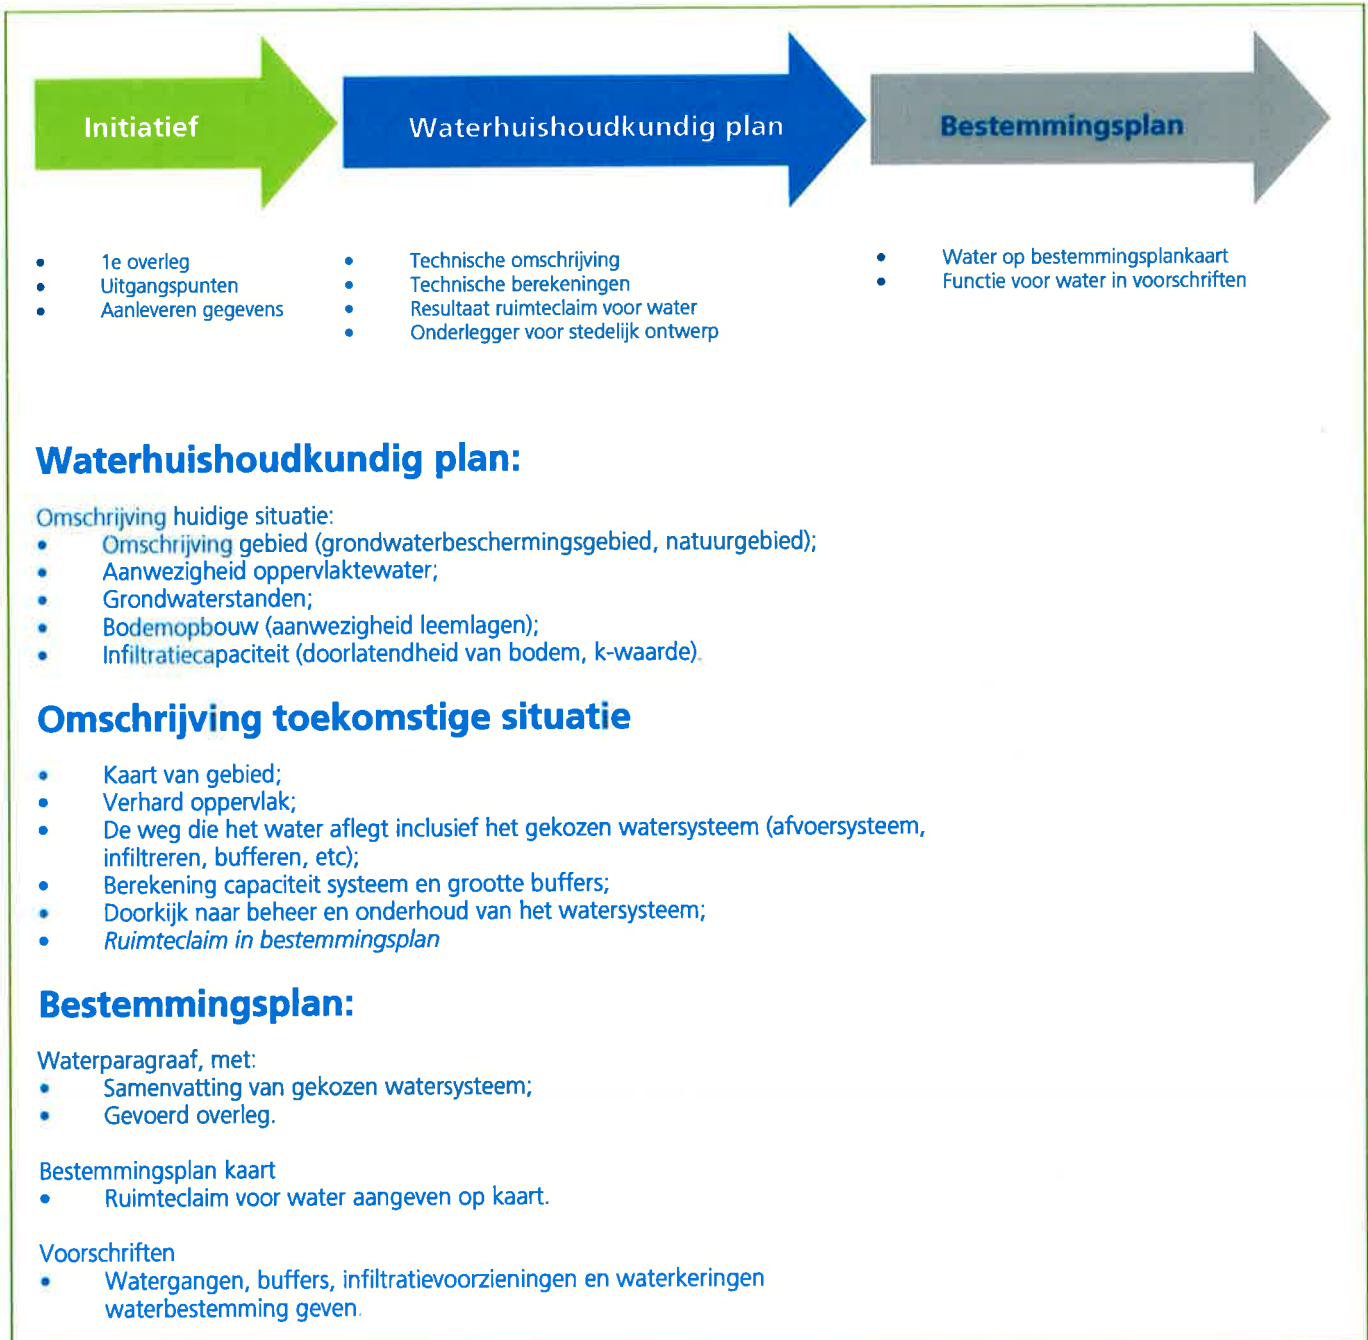 Initiatief
Waterhuishoudkundig plan
Bestemmingsplan
• 1e overleg
• Uitgangspunten
• Aanleveren gegevens
• Technische omschrijving
• Technische berekeningen
• Resultaat ruimteclaim voor water
• Onderlegger voor stedelijk ontwerp
• Water op bestemmingsplankaart
• Functie voor water in voorschriften
Waterhuishoudkundig plan:
Omschrijving huidige situatie:
• Omschrijving gebied (grondwaterbeschermingsgebied, natuurgebied);
• Aanwezigheid oppervlaktewater;
• Grondwaterstanden;
• Bodemopbouw (aanwezigheid leemlagen);
• Infiltratiecapaciteit (doorlatendheid van bodem, k-waarde).
Omschrijving toekomstige situatie
• Kaart van gebied;
• Verhard oppervlak;
• De weg die het water aflegt inclusief het gekozen watersysteem (afvoersysteem,
infiltreren, bufferen, etc);
• Berekening capaciteit systeem en grootte buffers;
• Doorkijk naar beheer en onderhoud van het watersysteem;
• Ruimteclaim in bestemmingsplan
Bestemmingsplan:
Waterparagraaf, met:
• Samenvatting van gekozen watersysteem;
• Gevoerd overleg.
Bestemmingsplan kaart
• Ruimteclaim voor water aangeven op kaart.
Voorschriften
• Watergangen, buffers, infiltratievoorzieningen en waterkeringen
waterbestemming geven.